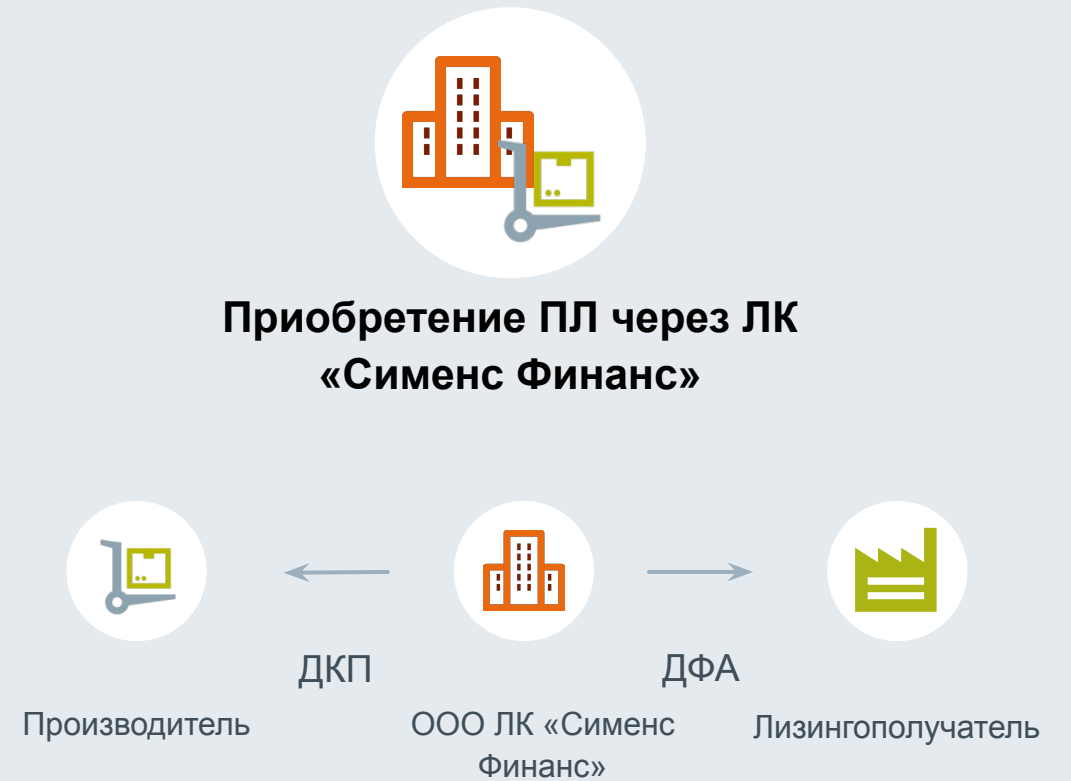 Приобретение ПЛ через ЛК
«Сименс Финанс»
ДКП
ДФА
Производитель
ООО ЛК «Сименс
Финанс»
Лизингополучатель